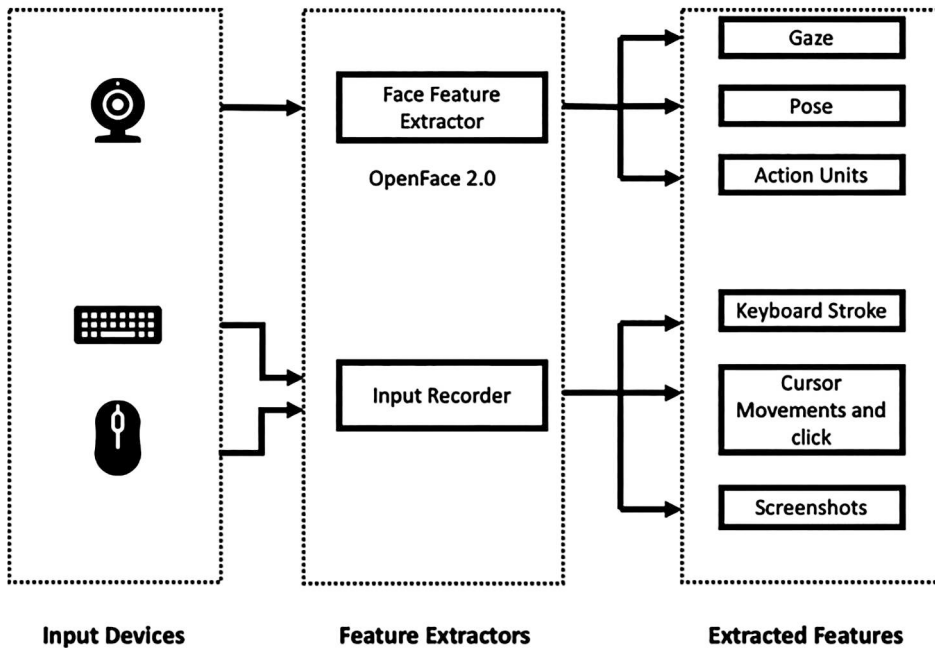 Gaze
Face Feature
Extractor
Pose
OpenFace 2.0
Action Units
Keyboard Stroke
Input Recorder
Cursor
Movements and
click
Screenshots
Input Devices
Feature Extractors
Extracted Features